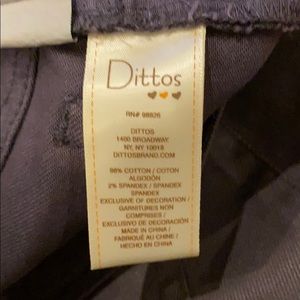 Dittos
RN# 98826
DITTOS
1400 BROADWAY
NY, NY 10018
DITTOSBRAND.COM
98% COTTON / COTON
ALGODÓN
2% SPANDEX / SPANDEX
SPANDEX
EXCLUSIVE OF DECORATION /
GARNITURES NON
COMPRISES /
EXCLUSIVO DE DECORACIÓN
MADE IN CHINA /
FABRIQUÉ AU CHINE /
HECHO EN CHINA